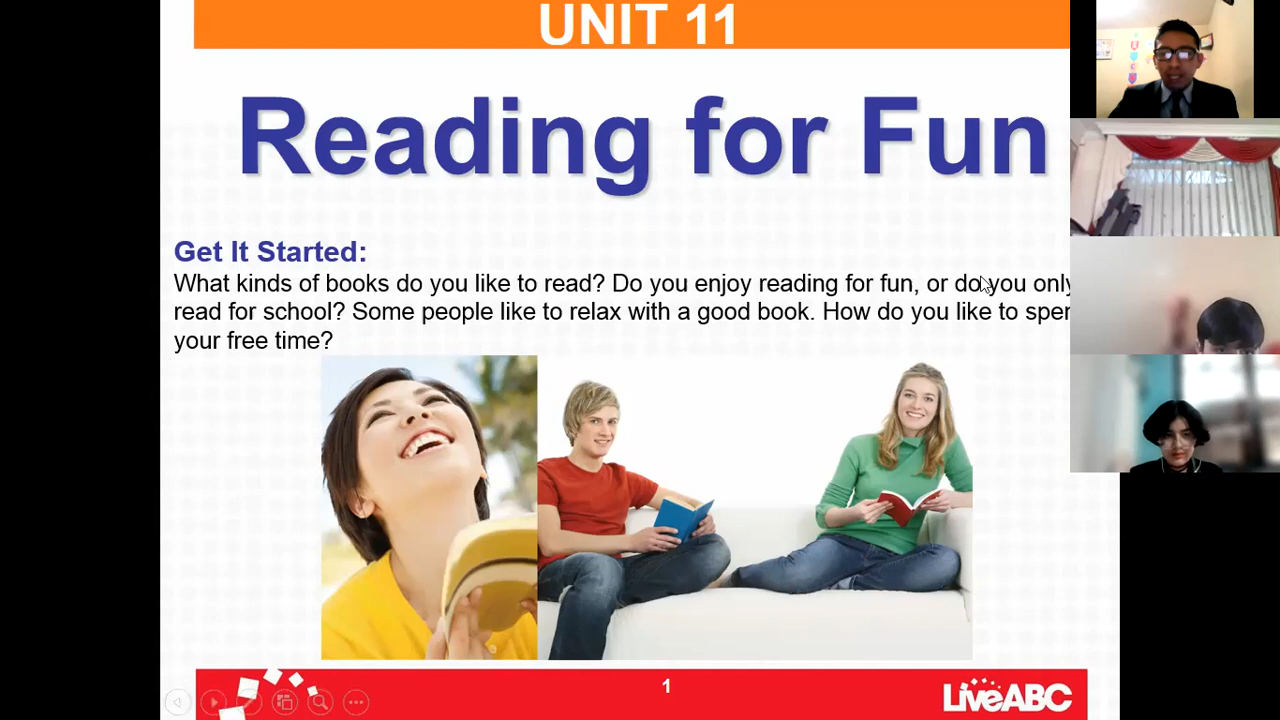 UNIT 11
Reading for Fun
Get It Started:
What kinds of books do you like to read? Do you enjoy reading for fun, or do you only
read for school? Some people like to relax with a good book. How do you like to
your free time?
1
LiveABC